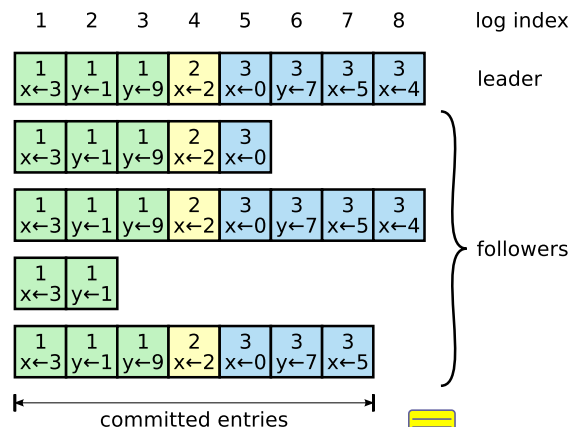 1 2 3 4 5 6 7 8 log index
1 1 1 2 3 3 3 3
x←3 y←1 y←9 x←2 x←0 y←7 x←5 x←4
leader
1 1 1 2 3
x←3 y←1 y←9 x←2 x←0
1 1 1 2 3 3 3 3
x←3 y←1 y←9 x←2 x←0 y←7 x←5 x←4
followers
1 1
x←3 y←1
1 1 1 2 3 3 3
x←3 y←1 y←9 x←2 x←0 y←7 x←5
committed entries